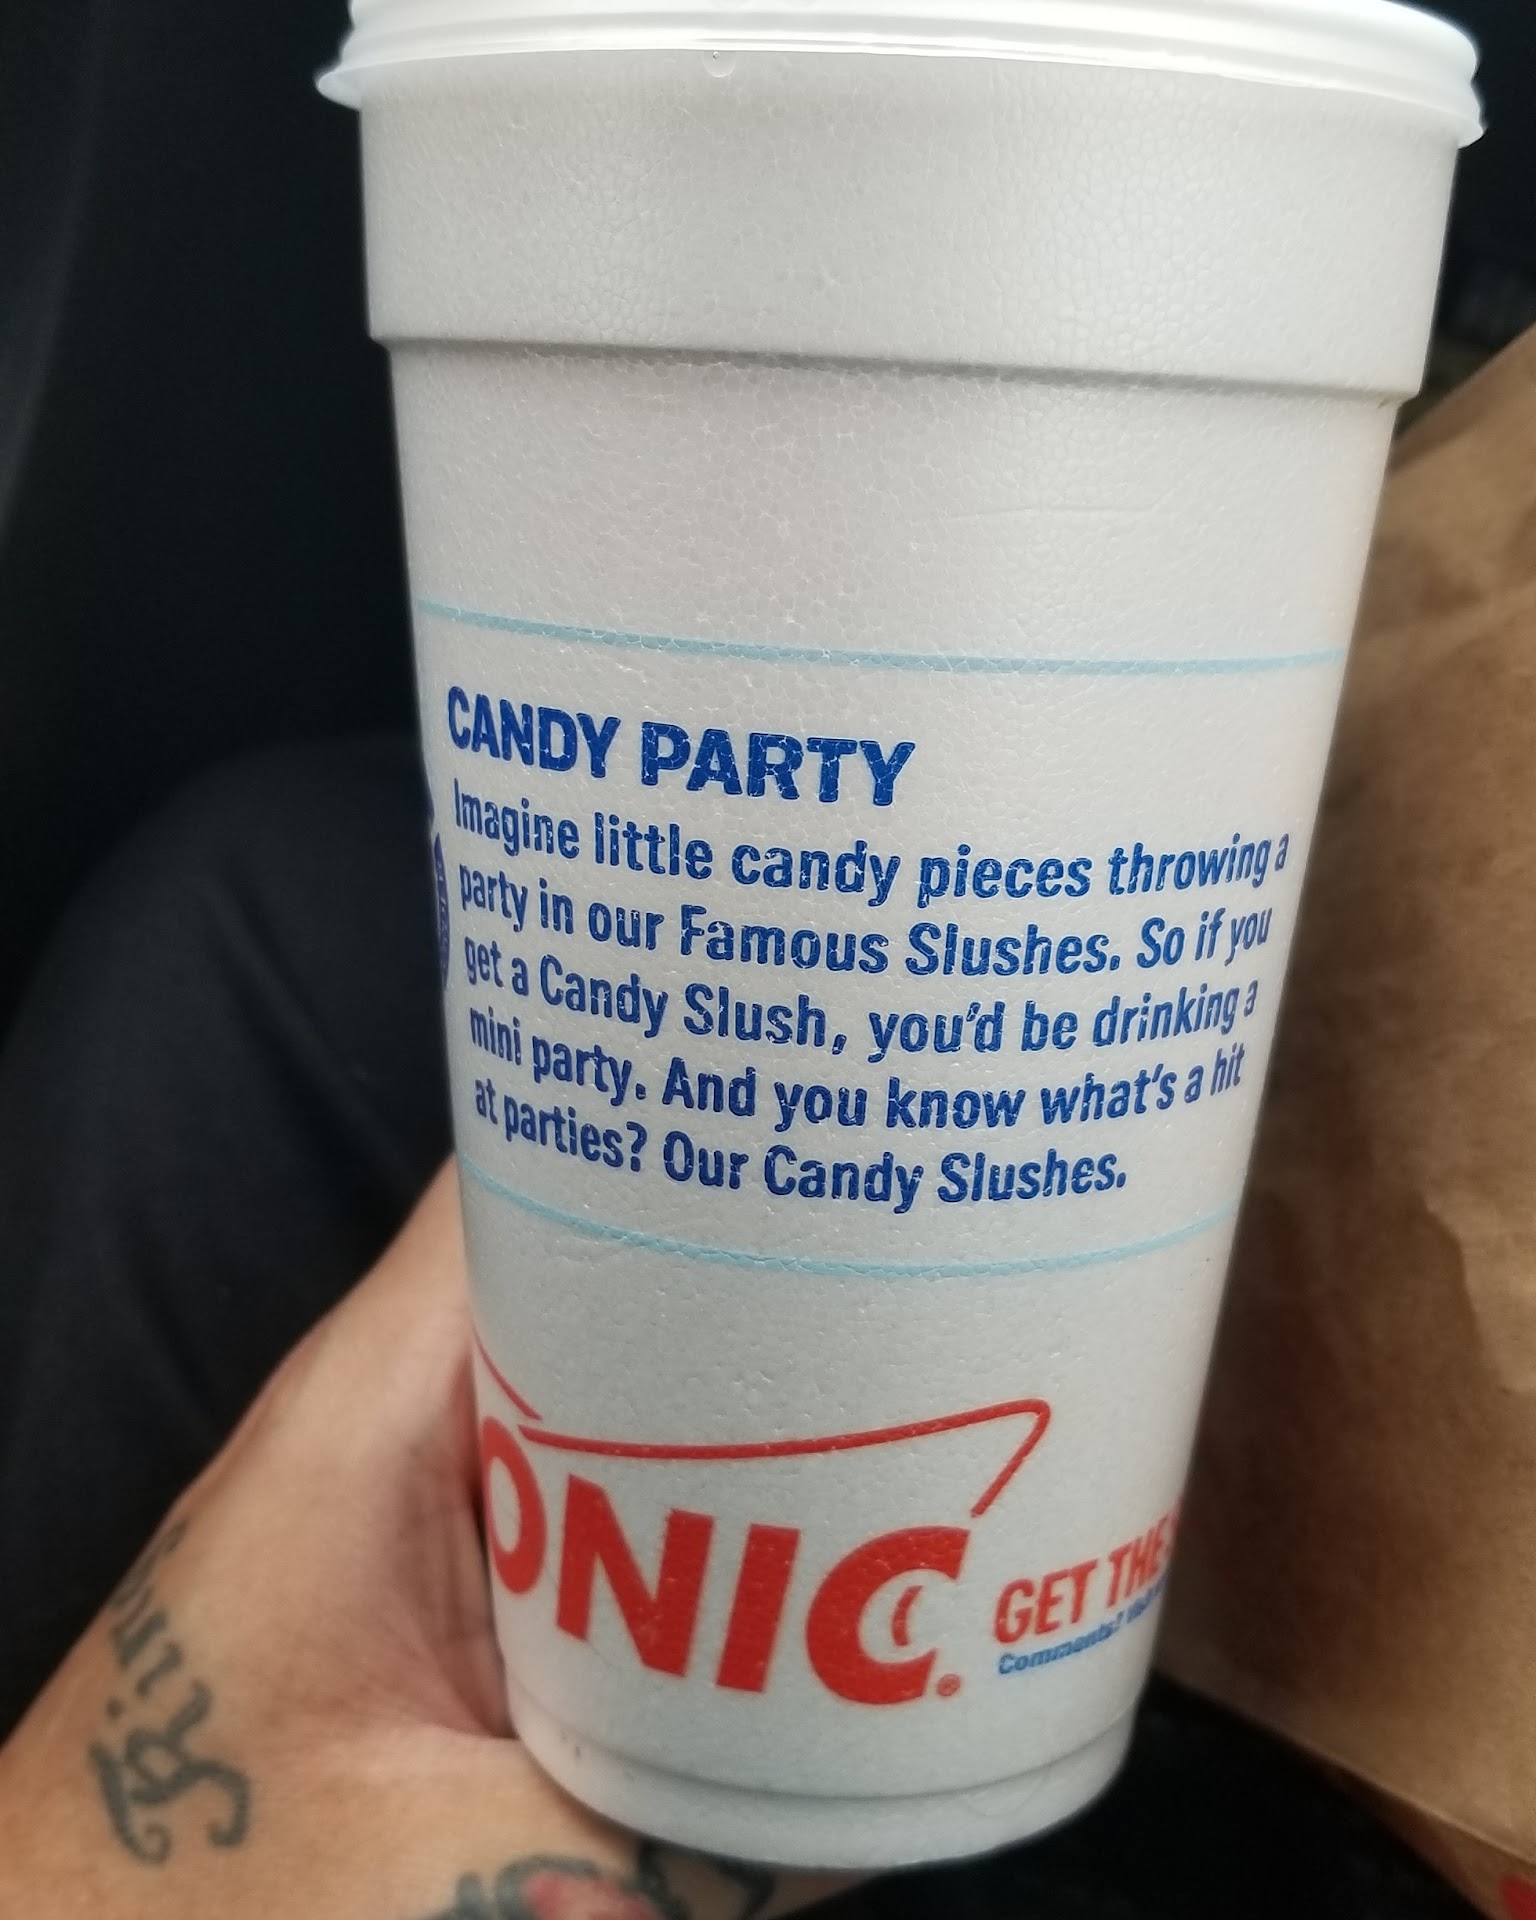 CANDY PARTY
Imagine little candy pieces throwing a
party in our Famous Slushes. So if you
get a Candy Slush, you'd be drinking a
mini party. And you know what's a hit
at parties? Our Candy Slushes.
ONIC®
GET THE
Comments?